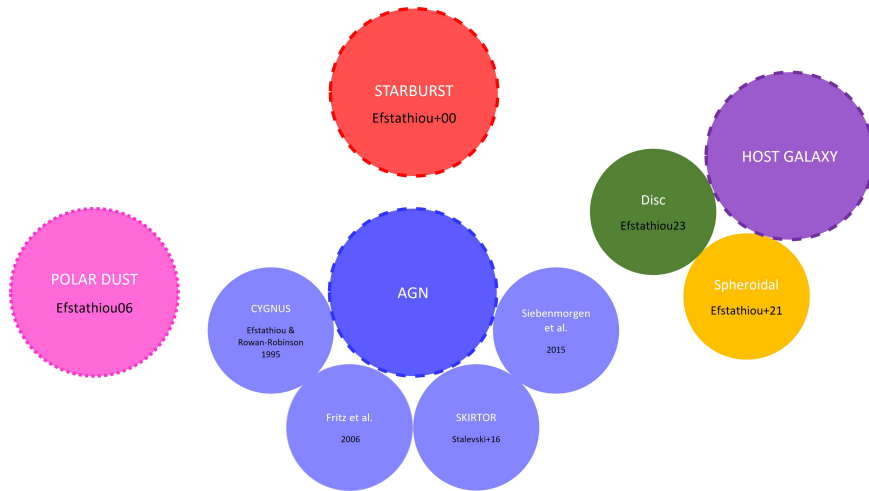 STARBURST
Efstathiou+00
HOST GALAXY
Disc
Efstathiou23
Spheroidal
Efstathiou+21
POLAR DUST
Efstathiou06
AGN
CYGNUS
Efstathiou &
Rowan-Robinson
1995
Fritz et al.
2006
SKIRTOR
Stalevski+16
Siebenmorgen
et al.
2015